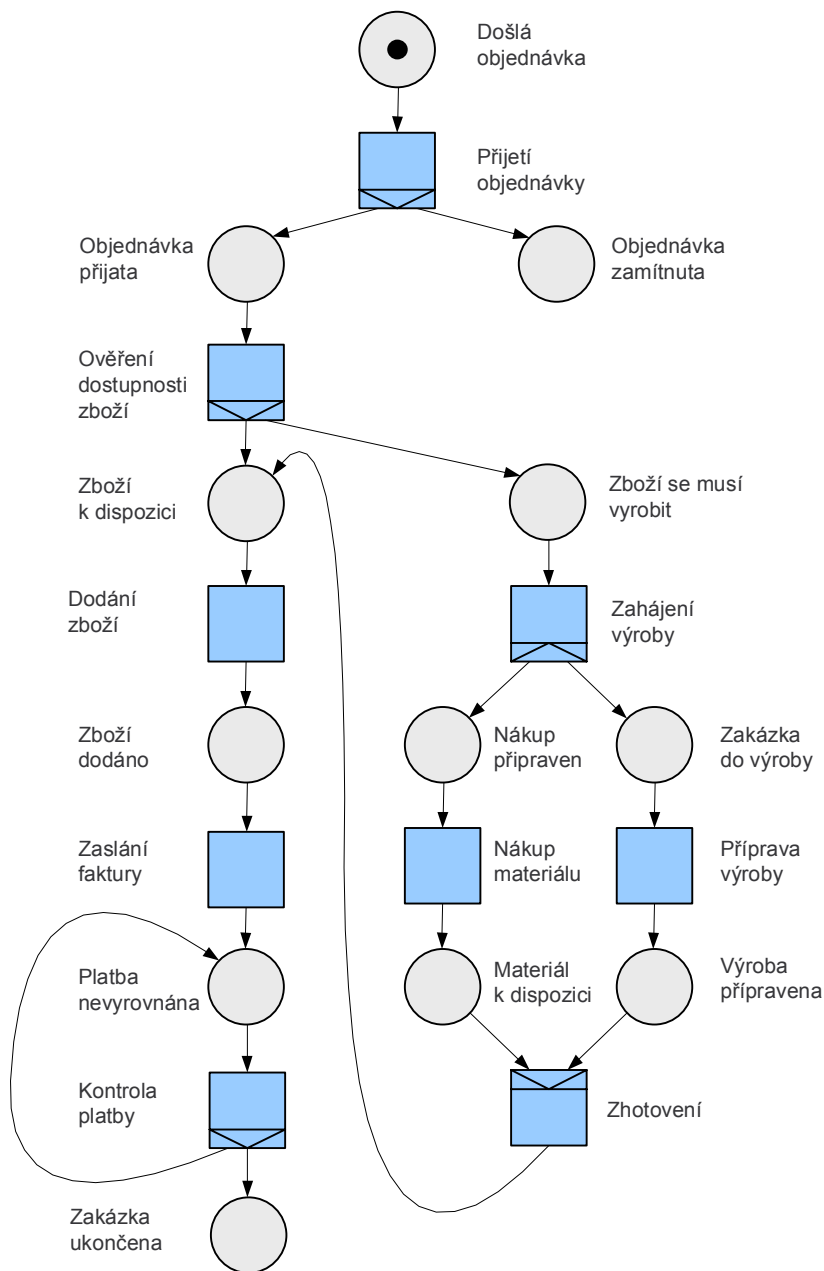 Došlá
objednávka
Přijetí
objednávky
Objednávka
přijata
Objednávka
zamítnuta
Ověření
dostupnosti
zboží
Zboží
k dispozici
Zboží se musí
vyrobit
Dodání
zboží
Zahájení
výroby
Zboží
dodáno
Nákup
připraven
Zakázka
do výroby
Zaslání
faktury
Nákup
materiálu
Příprava
výroby
Platba
nevyrovnána
Materiál
k dispozici
Výroba
přípravena
Kontrola
platby
Zhotovení
Zakázka
ukončena